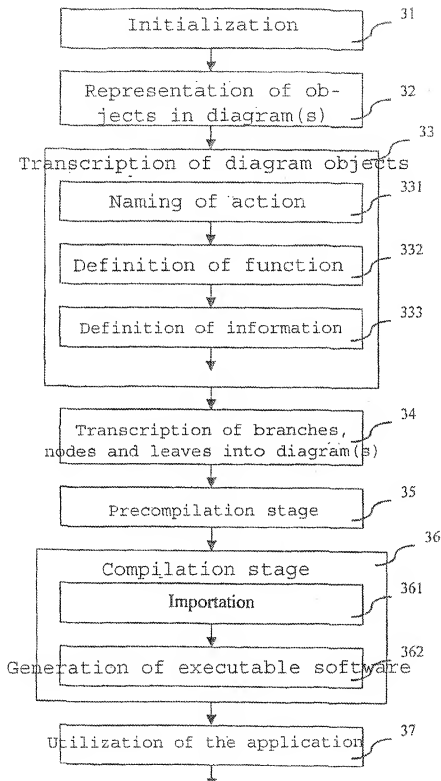 Initialization
31
Representation of ob-
jects in diagram(s)
32
33
Transcription of diagram objects
Naming of action
331
Definition of function
332
Definition of information
333
Transcription of branches,
nodes and leaves into diagram(s)
34
Precompilation stage
35
36
Compilation stage
Importation
361
Generation of executable software
362
Utilization of the application
37